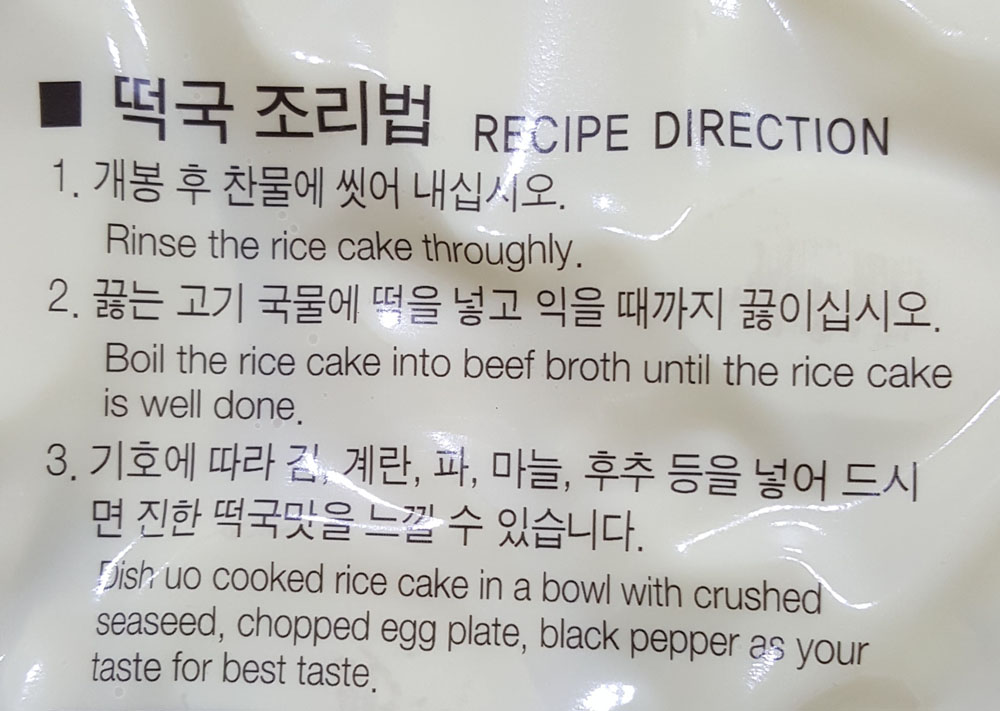 ■ 떡국 조리법 RECIPE DIRECTION
1. 개봉 후 찬물에 씻어 내십시오.
Rinse the rice cake throughly.
2. 끓는 고기 국물에 떡을 넣고 익을 때까지 끓이십시오.
Boil the rice cake into beef broth until the rice cake
is well done.
3. 기호에 따라 김, 계란, 파, 마늘, 후추 등을 넣어 드시
면 진한 떡국맛을 느낄 수 있습니다.
Dish uo cooked rice cake in a bowl with crushed
seaseed, chopped egg plate, black pepper as your
taste for best taste.